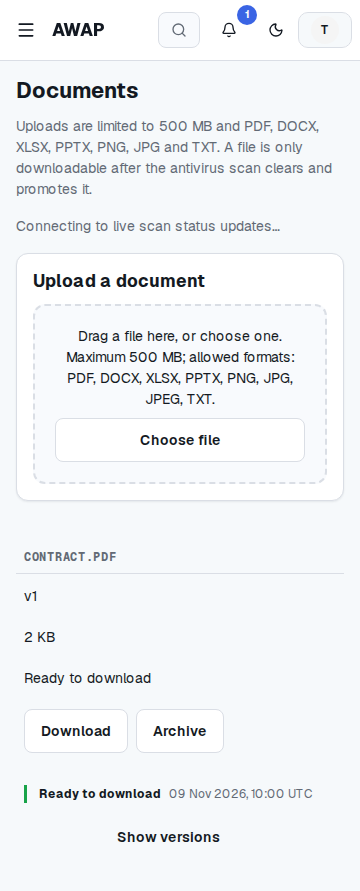 AWAP
1
T
Documents
Uploads are limited to 500 MB and PDF, DOCX,
XLSX, PPTX, PNG, JPG and TXT. A file is only
downloadable after the antivirus scan clears and
promotes it.
Connecting to live scan status updates…
Upload a document
Drag a file here, or choose one.
Maximum 500 MB; allowed formats:
PDF, DOCX, XLSX, PPTX, PNG, JPG,
JPEG, TXT.
Choose file
CONTRACT.PDF
v1
2 KB
Ready to download
Download Archive
Ready to download 09 Nov 2026, 10:00 UTC
Show versions